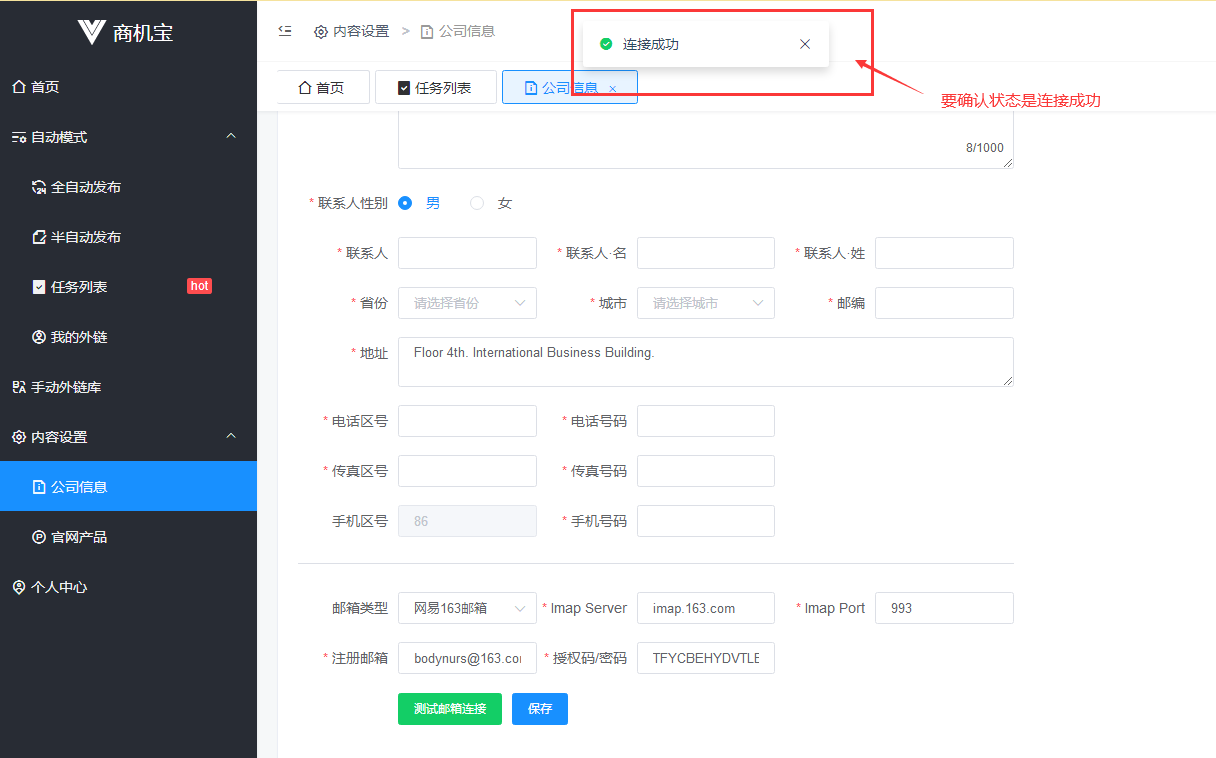 商机宝
内容设置 > 公司信息
连接成功
首页
任务列表
公司信息
要确认状态是连接成功
首页
自动模式
全自动发布
半自动发布
任务列表 hot
我的外链
手动外链库
内容设置
公司信息
官网产品
个人中心
8/1000
* 联系人性别 男 女
* 联系人 * 联系人·名 * 联系人·姓
* 省份 请选择省份 * 城市 请选择城市 * 邮编
* 地址 Floor 4th. International Business Building.
* 电话区号 * 电话号码
* 传真区号 * 传真号码
手机区号 86 * 手机号码
邮箱类型 网易163邮箱 * Imap Server imap.163.com * Imap Port 993
* 注册邮箱 bodynurs@163.co * 授权码/密码 TFYCBEHYDVTLE
测试邮箱连接 保存